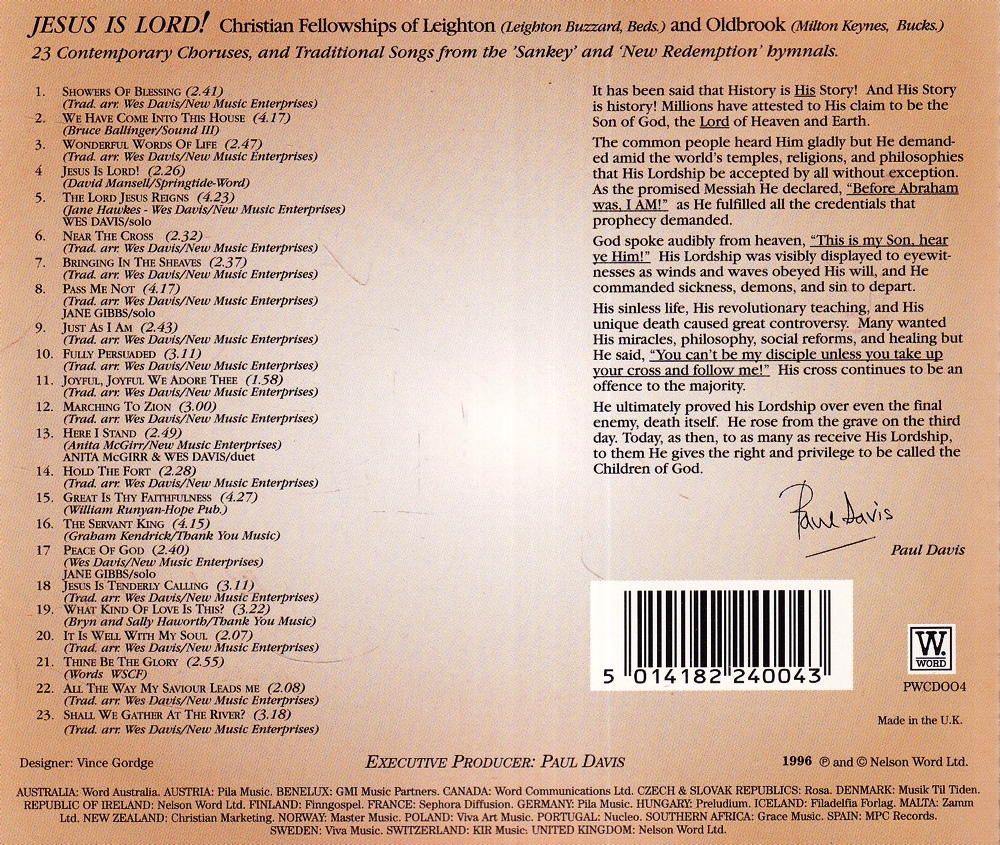 JESUS IS LORD! Christian Fellowships of Leighton (Leighton Buzzard, Beds.) and Oldbrook (Milton Keynes, Bucks.)
23 Contemporary Choruses, and Traditional Songs from the 'Sankey' and 'New Redemption' hymnals.
1. SHOWERS OF BLESSING (2.41)
(Trad. arr. Wes Davis/New Music Enterprises)
2. WE HAVE COME INTO THIS HOUSE (4.17)
(Bruce Ballinger/Sound III)
3. WONDERFUL WORDS OF LIFE (2.47)
(Trad. arr. Wes Davis/New Music Enterprises)
4 JESUS IS LORD! (2.26)
(David Mansell/Springtide-Word)
5. THE LORD JESUS REIGNS (4.23)
(Jane Hawkes - Wes Davis/New Music Enterprises)
WES DAVIS/solo
6. NEAR THE CROSS (2.32)
(Trad. arr. Wes Davis/New Music Enterprises)
7. BRINGING IN THE SHEAVES (2.37)
(Trad. arr. Wes Davis/New Music Enterprises)
8. PASS ME NOT (4.17)
(Trad. arr. Wes Davis/New Music Enterprises)
JANE GIBBS/solo
9. JUST AS I AM (2.43)
(Trad. arr. Wes Davis/New Music Enterprises)
10. FULLY PERSUADED (3.11)
(Trad. arr. Wes Davis/New Music Enterprises)
11. JOYFUL, JOYFUL WE ADORE THEE (1.58)
(Trad. arr. Wes Davis/New Music Enterprises)
12. MARCHING TO ZION (3.00)
(Trad. arr. Wes Davis/New Music Enterprises)
13. HERE I STAND (2.49)
(Anita McGirr/New Music Enterprises)
ANITA McGIRR & WES DAVIS/duet
14. HOLD THE FORT (2.28)
(Trad. arr. Wes Davis/New Music Enterprises)
15. GREAT IS THY FAITHFULNESS (4.27)
(William Runyan-Hope Pub.)
16. THE SERVANT KING (4.15)
(Graham Kendrick/Thank You Music)
17 PEACE OF GOD (2.40)
(Wes Davis/New Music Enterprises)
JANE GIBBS/solo
18 JESUS IS TENDERLY CALLING (3.11)
(Trad. arr. Wes Davis/New Music Enterprises)
19. WHAT KIND OF LOVE IS THIS? (3.22)
(Bryn and Sally Haworth/Thank You Music)
20. IT IS WELL WITH MY SOUL (2.07)
(Trad. arr. Wes Davis/New Music Enterprises)
21. THINE BE THE GLORY (2.55)
(Words WSCF)
22. ALL THE WAY MY SAVIOUR LEADS ME (2.08)
(Trad. arr. Wes Davis/New Music Enterprises)
23. SHALL WE GATHER AT THE RIVER? (3.18)
(Trad. arr. Wes Davis/New Music Enterprises)
It has been said that History is His Story! And His Story
is history! Millions have attested to His claim to be the
Son of God, the Lord of Heaven and Earth.
The common people heard Him gladly but He demand-
ed amid the world's temples, religions, and philosophies
that His Lordship be accepted by all without exception.
As the promised Messiah He declared, "Before Abraham
was, I AM!" as He fulfilled all the credentials that
prophecy demanded.
God spoke audibly from heaven, "This is my Son, hear
ye Him!" His Lordship was visibly displayed to eyewit-
nesses as winds and waves obeyed His will, and He
commanded sickness, demons, and sin to depart.
His sinless life, His revolutionary teaching, and His
unique death caused great controversy. Many wanted
His miracles, philosophy, social reforms, and healing but
He said, "You can't be my disciple unless you take up
your cross and follow me!" His cross continues to be an
offence to the majority.
He ultimately proved his Lordship over even the final
enemy, death itself. He rose from the grave on the third
day. Today, as then, to as many as receive His Lordship,
to them He gives the right and privilege to be called the
Children of God.
Paul Davis
Paul Davis
5 014182 240043
W.
WORD
PWCD004
Made in the U.K.
Designer: Vince Gordge
EXECUTIVE PRODUCER: PAUL DAVIS
1996 ℗ and © Nelson Word Ltd.
AUSTRALIA: Word Australia. AUSTRIA: Pila Music. BENELUX: GMI Music Partners. CANADA: Word Communications Ltd. CZECH & SLOVAK REPUBLICS: Rosa. DENMARK: Musik Til Tiden.
REPUBLIC OF IRELAND: Nelson Word Ltd. FINLAND: Finngospel. FRANCE: Sephora Diffusion. GERMANY: Pila Music. HUNGARY: Preludium. ICELAND: Filadelfia Forlag. MALTA: Zamm
Ltd. NEW ZEALAND: Christian Marketing. NORWAY: Master Music. POLAND: Viva Art Music. PORTUGAL: Nucleo. SOUTHERN AFRICA: Grace Music. SPAIN: MPC Records.
SWEDEN: Viva Music. SWITZERLAND: KIR Music: UNITED KINGDOM: Nelson Word Ltd.